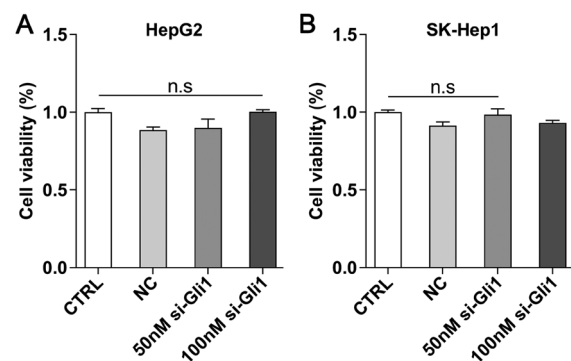 A
HepG2
Cell viability (%)
1.5
1.0
0.5
0.0
n.s
CTRL
NC
50nM si-Gli1
100nM si-Gli1
B
SK-Hep1
Cell viability (%)
1.5
1.0
0.5
0.0
n.s
CTRL
NC
50nM si-Gli1
100nM si-Gli1